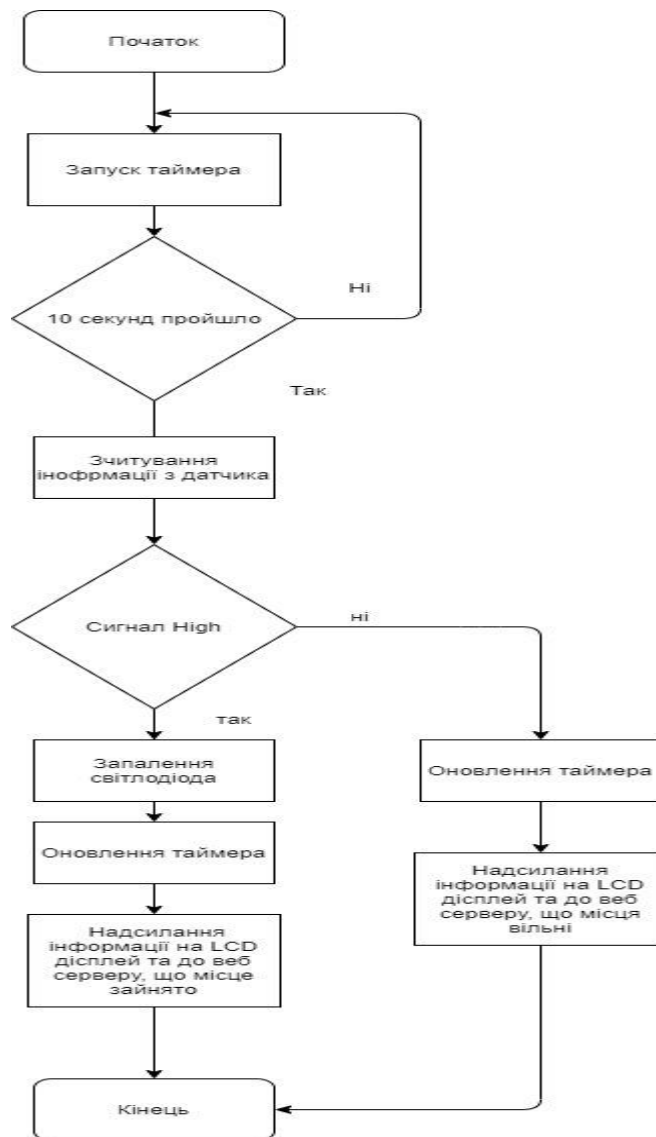 Початок
Запуск таймера
Ні
10 секунд пройшло
Так
Зчитування
інофрмації з датчика
Сигнал High
ні
так
Запалення
світлодіода
Оновлення таймера
Оновлення таймера
Надсилання
інформації на LCD
дісплей та до веб
серверу, що місця
вільні
Надсилання
інформації на LCD
дісплей та до веб
серверу, що місце
зайнято
Кінець